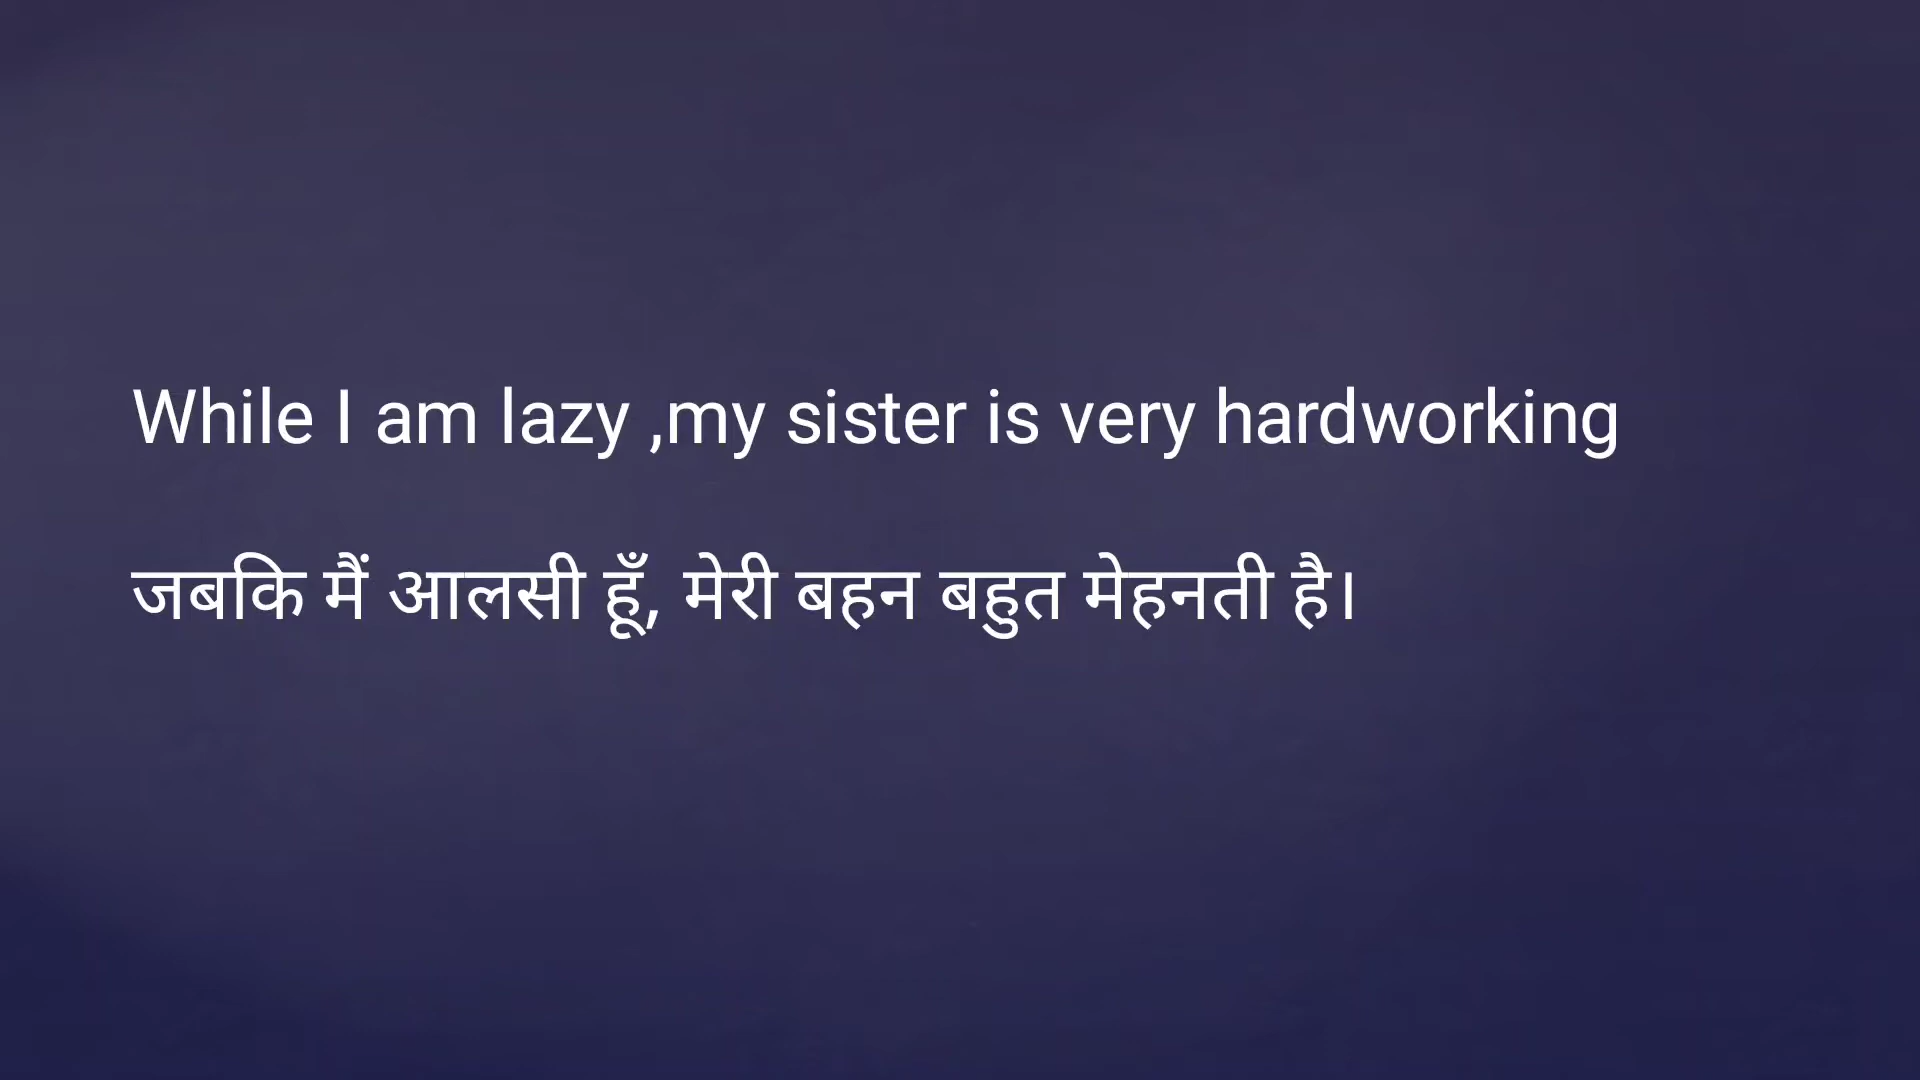 While I am lazy ,my sister is very hardworking
जबकि मैं आलसी हूँ, मेरी बहन बहुत मेहनती है।